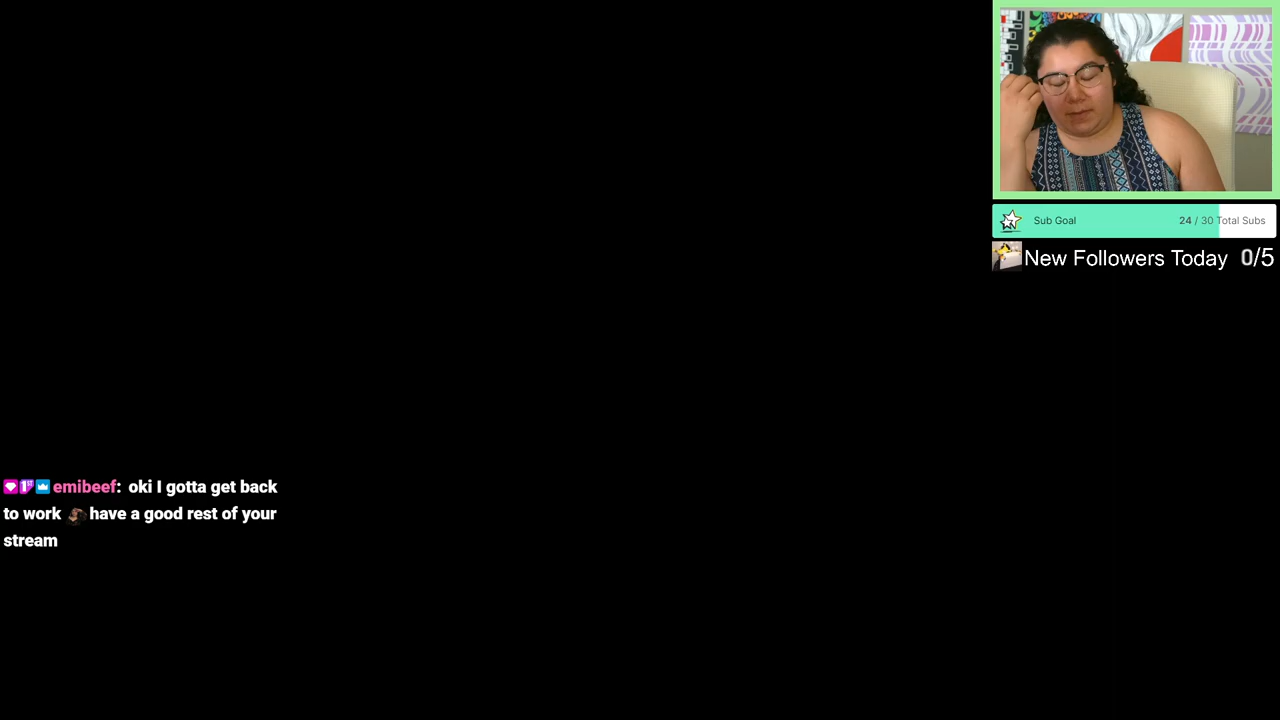 Sub Goal 24 / 30 Total Subs
New Followers Today 0/5
emibeef: oki I gotta get back
to work have a good rest of your
stream